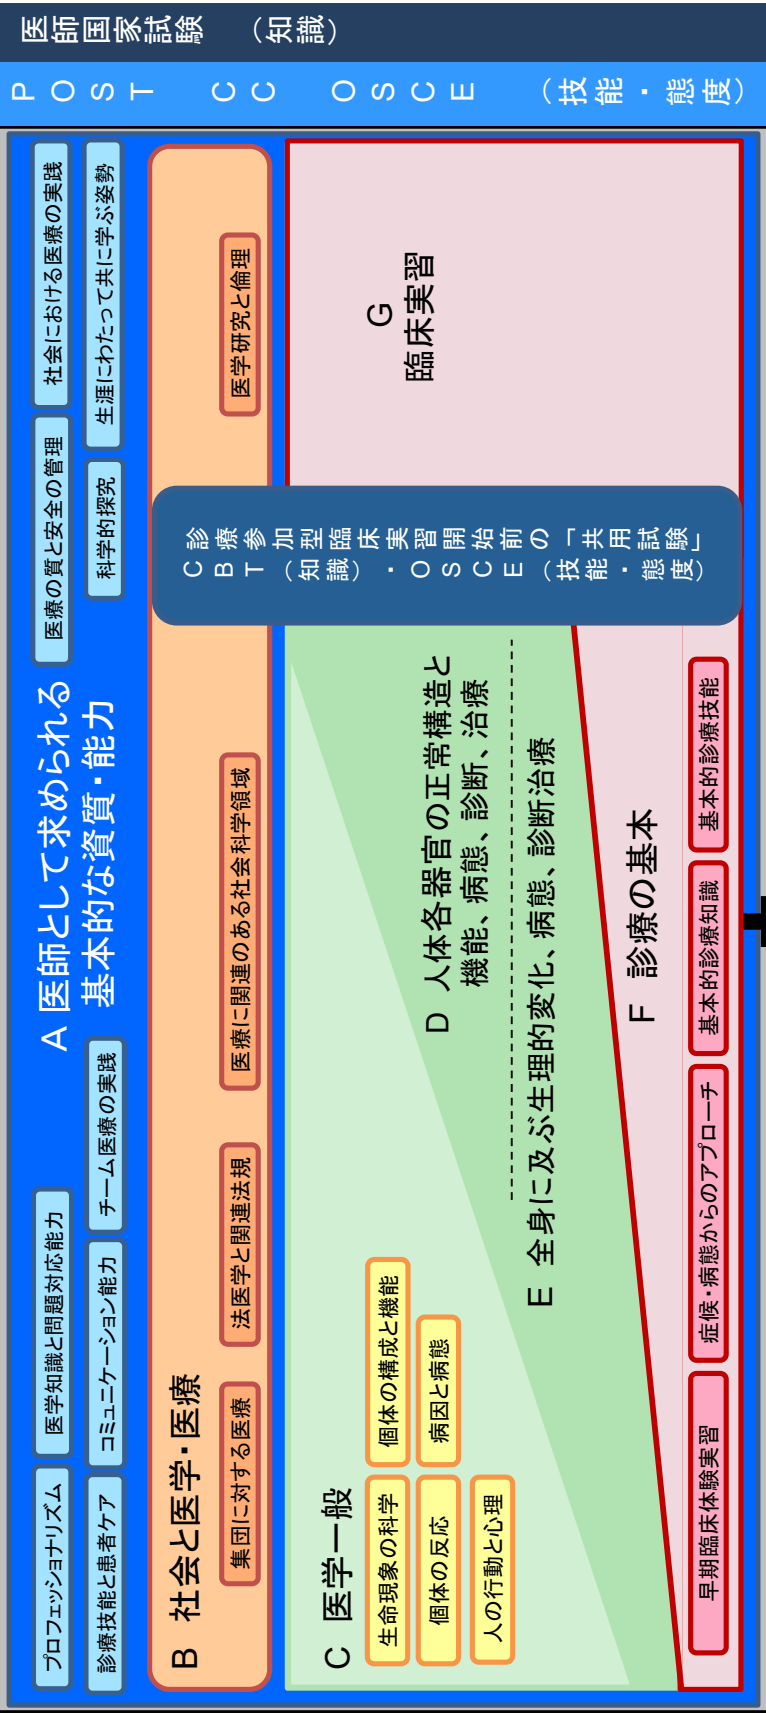 A 医師として求められる
基本的な資質・能力
プロフェッショナリズム
医学知識と問題対応能力
医療の質と安全の管理
社会における医療の実践
診療技能と患者ケア
コミュニケーション能力
チーム医療の実践
科学的探究
生涯にわたって共に学ぶ姿勢
B 社会と医学・医療
集団に対する医療
法医学と関連法規
医療に関連のある社会科学領域
医学研究と倫理
C 医学一般
生命現象の科学
個体の構成と機能
個体の反応
病因と病態
人の行動と心理
D 人体各器官の正常構造と
機能、病態、診断、治療
E 全身に及ぶ生理的変化、病態、診断治療
F 診療の基本
早期臨床体験実習
症候・病態からのアプローチ
基本的診療知識
基本的診療技能
診療参加型臨床実習開始前の「共用試験」
CBT（知識）・OSCE（技能・態度）
G
臨床実習
医師国家試験 （知識）
POST CC OSCE （技能・態度）